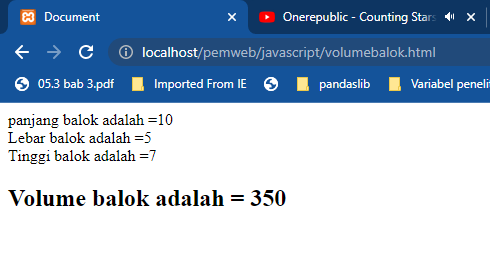 Document
Onerepublic - Counting Stars
localhost/pemweb/javascript/volumebalok.html
05.3 bab 3.pdf
Imported From IE
pandaslib
Variabel penelit
panjang balok adalah =10
Lebar balok adalah =5
Tinggi balok adalah =7
Volume balok adalah = 350